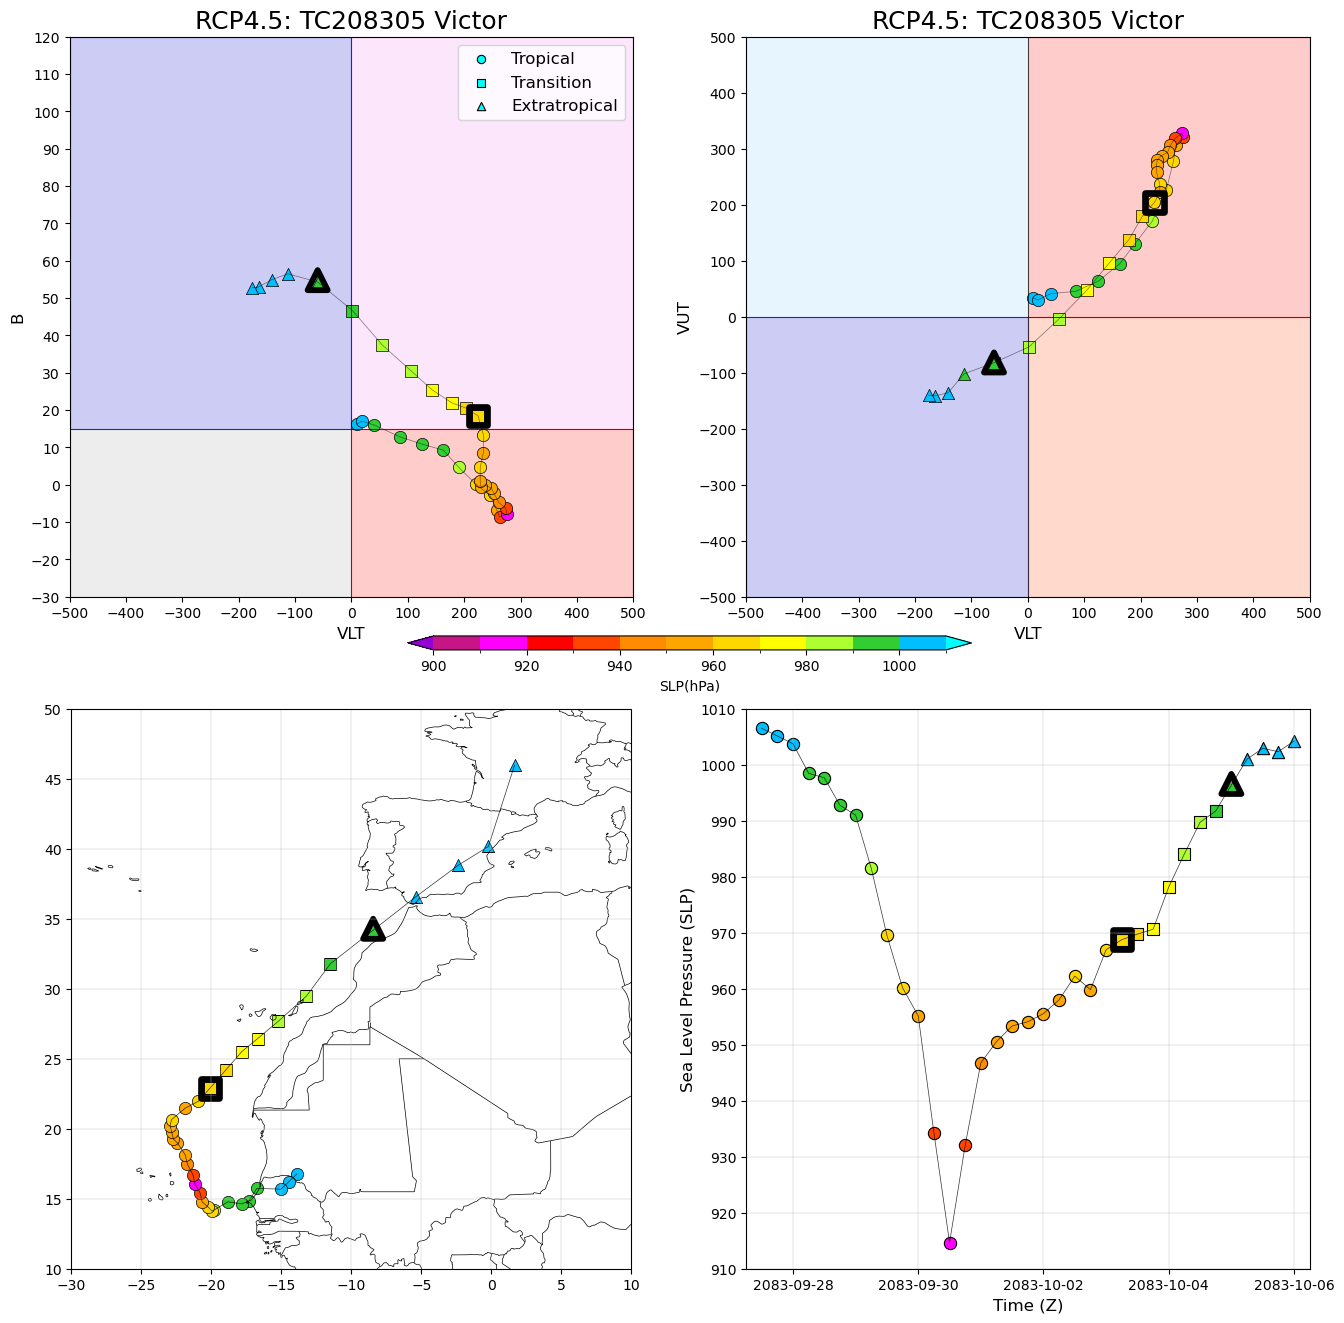 RCP4.5: TC208305 Victor
B
120
110
100
90
80
70
60
50
40
30
20
10
0
−10
−20
−30
Tropical
Transition
Extratropical
−500 −400 −300 −200 −100 0 100 200 300 400 500
VLT
RCP4.5: TC208305 Victor
VUT
500
400
300
200
100
0
−100
−200
−300
−400
−500
−500 −400 −300 −200 −100 0 100 200 300 400 500
VLT
900 920 940 960 980 1000
SLP(hPa)
50
45
40
35
30
25
20
15
10
−30 −25 −20 −15 −10 −5 0 5 10
Sea Level Pressure (SLP)
1010
1000
990
980
970
960
950
940
930
920
910
2083-09-28 2083-09-30 2083-10-02 2083-10-04 2083-10-06
Time (Z)